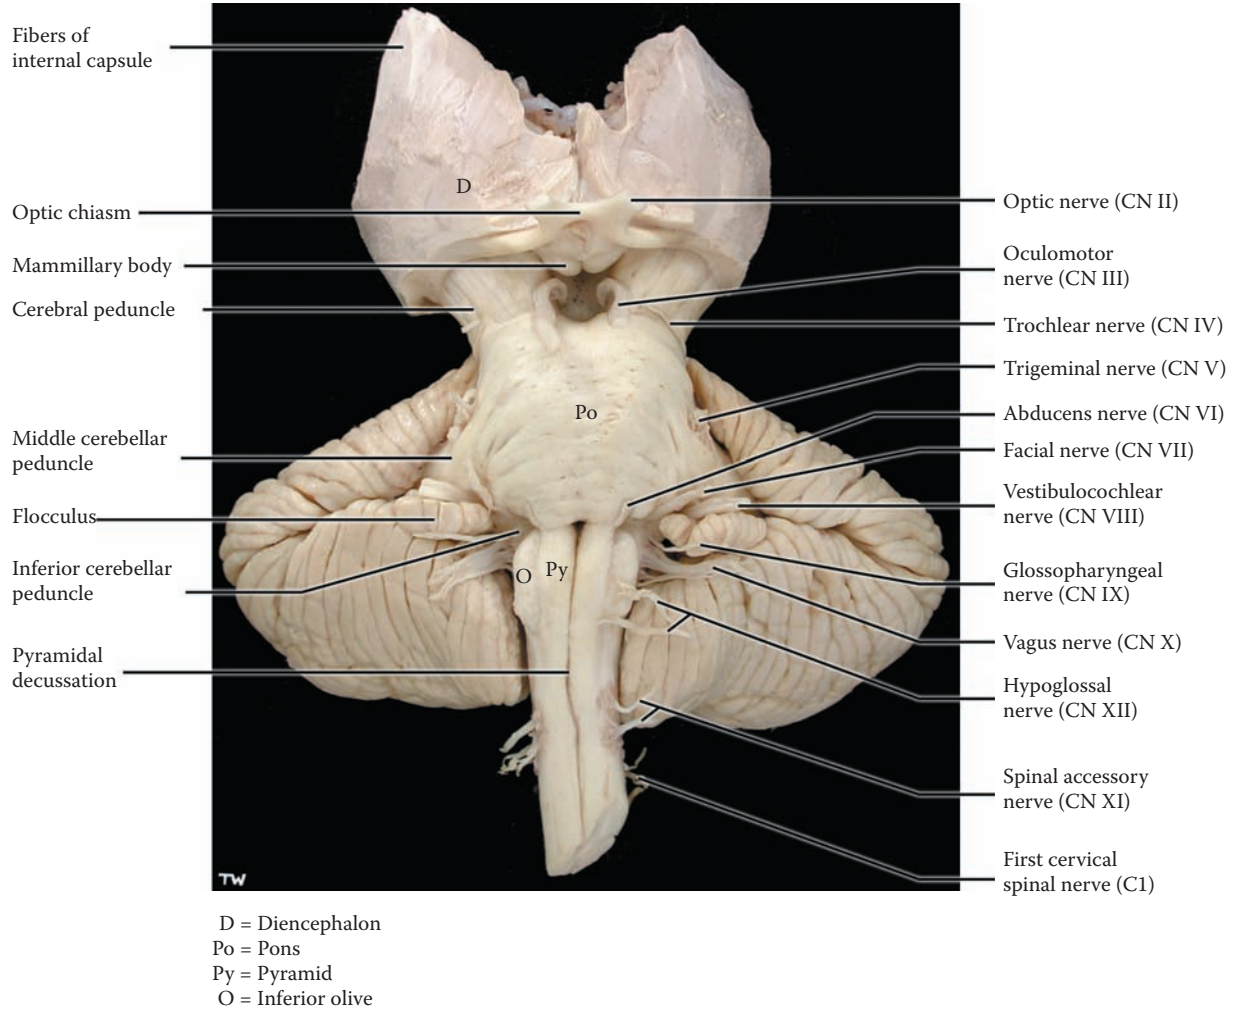 Fibers of
internal capsule
Optic chiasm
Mammillary body
Cerebral peduncle
Middle cerebellar
peduncle
Flocculus
Inferior cerebellar
peduncle
Pyramidal
decussation
D
Po
O
Py
TW
Optic nerve (CN II)
Oculomotor
nerve (CN III)
Trochlear nerve (CN IV)
Trigeminal nerve (CN V)
Abducens nerve (CN VI)
Facial nerve (CN VII)
Vestibulocochlear
nerve (CN VIII)
Glossopharyngeal
nerve (CN IX)
Vagus nerve (CN X)
Hypoglossal
nerve (CN XII)
Spinal accessory
nerve (CN XI)
First cervical
spinal nerve (C1)
D = Diencephalon
Po = Pons
Py = Pyramid
O = Inferior olive